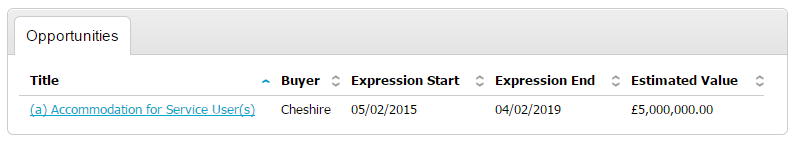 Opportunities
Title Buyer Expression Start Expression End Estimated Value
(a) Accommodation for Service User(s) Cheshire 05/02/2015 04/02/2019 £5,000,000.00